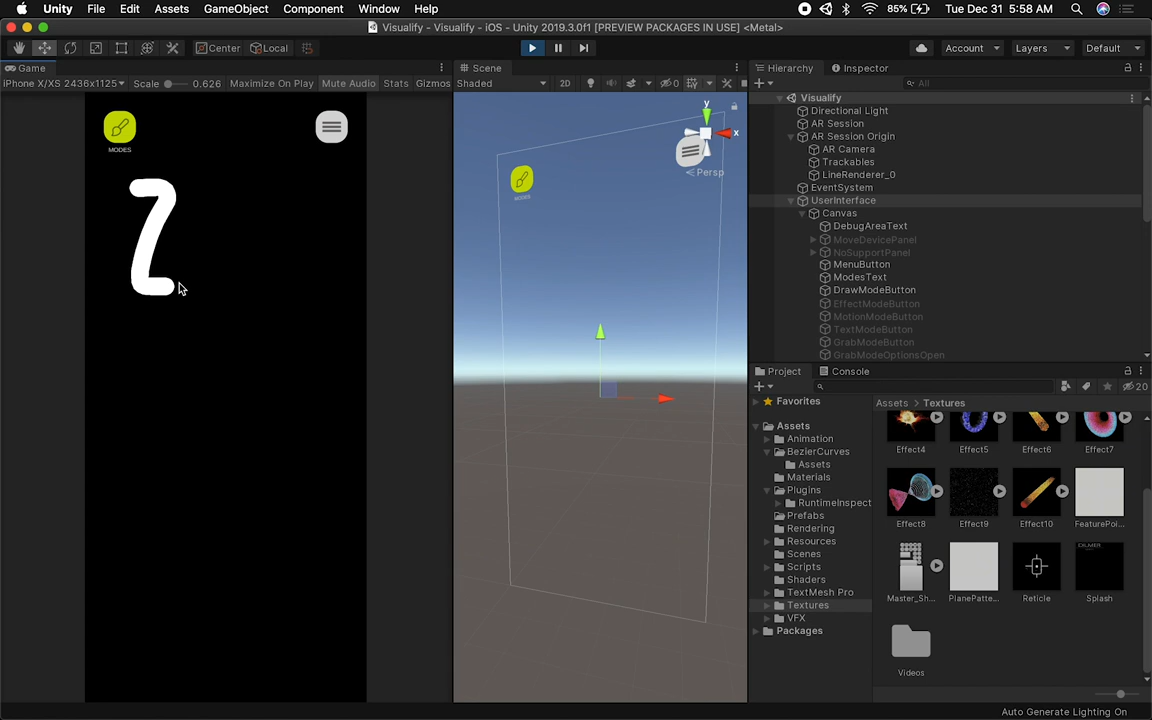 Unity File Edit Assets GameObject Component Window Help 85% Tue Dec 31 5:58 AM
Visualify - Visualify - iOS - Unity 2019.3.0f1 [PREVIEW PACKAGES IN USE] <Metal>
Center Local Account Layers Default
Game Scene Hierarchy Inspector
iPhone X/XS 2436x1125 Scale 0.626 Maximize On Play Mute Audio Stats Gizmos Shaded 2D 0 All
Visualify
Directional Light
AR Session
AR Session Origin
AR Camera
Trackables
LineRenderer_0
EventSystem
UserInterface
Canvas
DebugAreaText
MoveDevicePanel
NoSupportPanel
MenuButton
ModesText
DrawModeButton
EffectModeButton
MotionModeButton
TextModeButton
GrabModeButton
GrabModeOptionsOpen
MODES
2
y
x
Persp
MODES
Project Console
20
Favorites
Assets
Animation
BezierCurves
Assets
Materials
Plugins
RuntimeInspect
Prefabs
Rendering
Resources
Scenes
Scripts
Shaders
TextMesh Pro
Textures
VFX
Packages
Assets > Textures
Effect4 Effect5 Effect6 Effect7
Effect8 Effect9 Effect10 FeaturePoi...
Master_Sh... PlanePatte... Reticle Splash
Videos
Auto Generate Lighting On